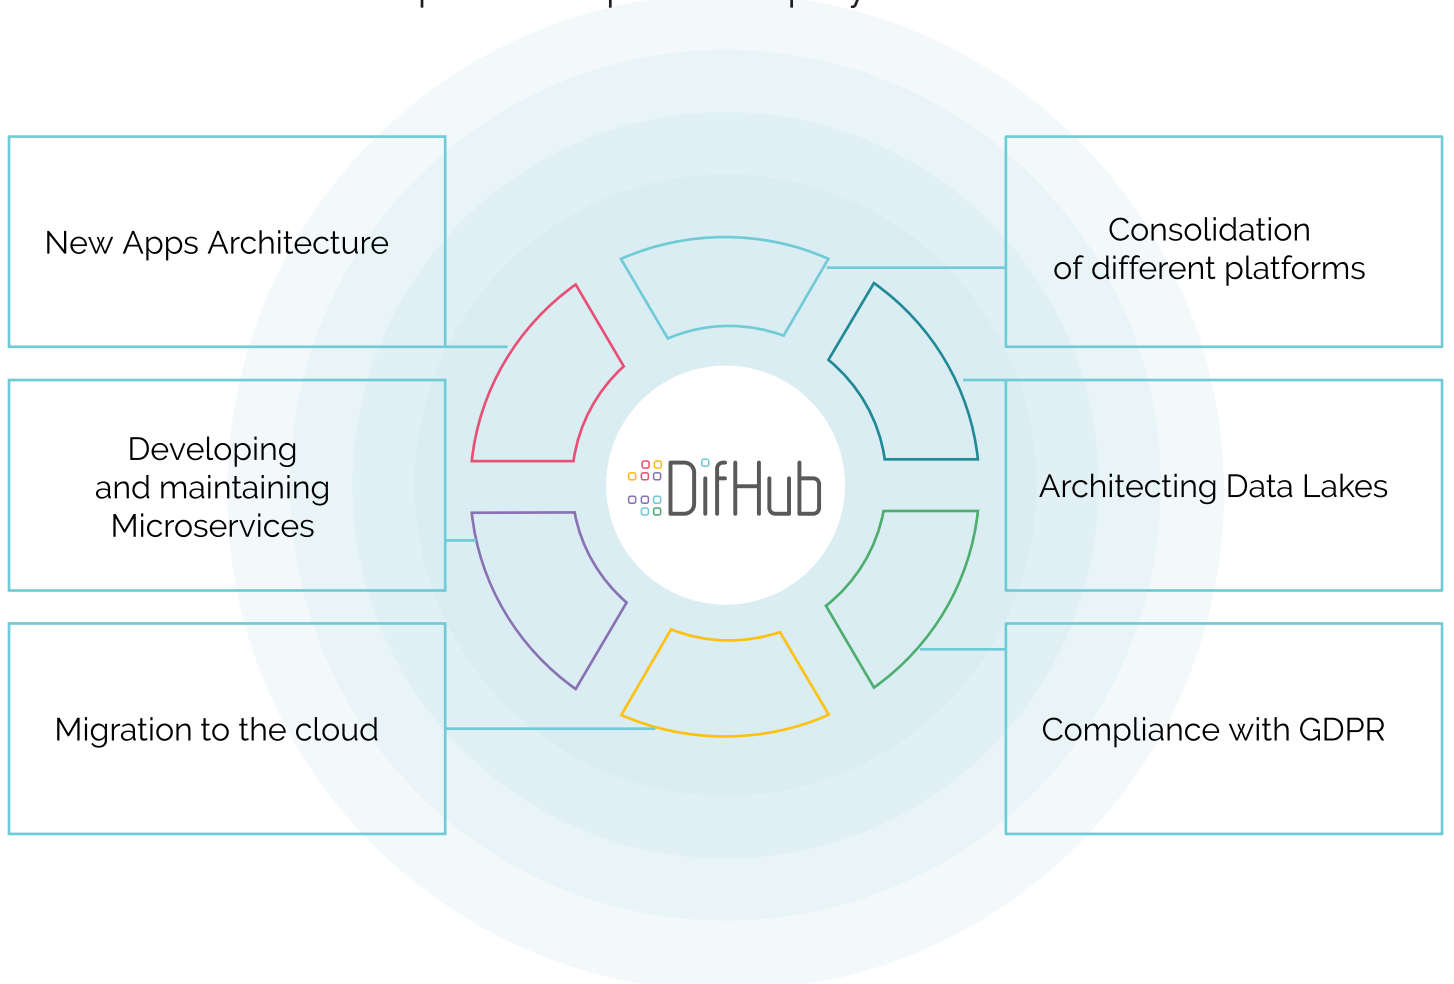 New Apps Architecture
Consolidation
of different platforms
Developing
and maintaining
Microservices
DifHub
Architecting Data Lakes
Migration to the cloud
Compliance with GDPR